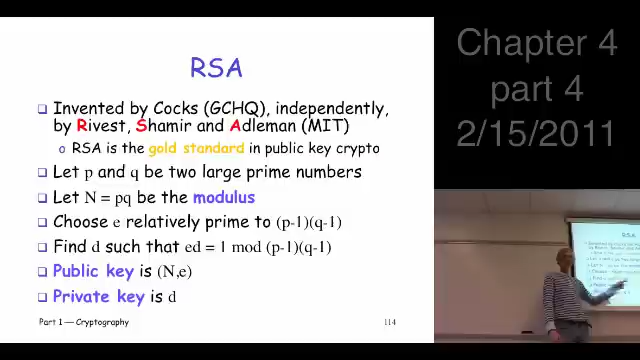 RSA
Invented by Cocks (GCHQ), independently,
by Rivest, Shamir and Adleman (MIT)
RSA is the gold standard in public key crypto
Let p and q be two large prime numbers
Let N = pq be the modulus
Choose e relatively prime to (p-1)(q-1)
Find d such that ed = 1 mod (p-1)(q-1)
Public key is (N,e)
Private key is d
Part 1 — Cryptography
114
Chapter 4
part 4
2/15/2011
RSA